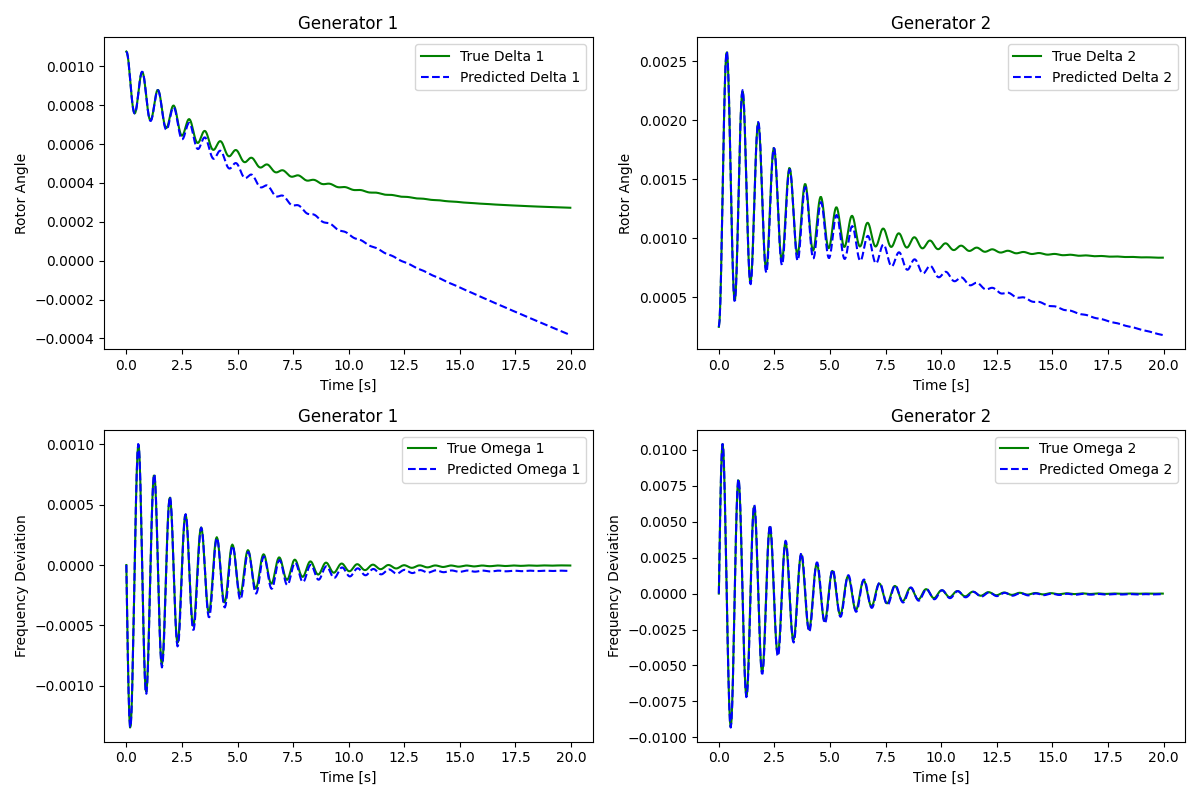 Generator 1
True Delta 1
Predicted Delta 1
Rotor Angle
0.0010
0.0008
0.0006
0.0004
0.0002
0.0000
−0.0002
−0.0004
0.0 2.5 5.0 7.5 10.0 12.5 15.0 17.5 20.0
Time [s]
Generator 2
True Delta 2
Predicted Delta 2
Rotor Angle
0.0025
0.0020
0.0015
0.0010
0.0005
0.0 2.5 5.0 7.5 10.0 12.5 15.0 17.5 20.0
Time [s]
Generator 1
True Omega 1
Predicted Omega 1
Frequency Deviation
0.0010
0.0005
0.0000
−0.0005
−0.0010
0.0 2.5 5.0 7.5 10.0 12.5 15.0 17.5 20.0
Time [s]
Generator 2
True Omega 2
Predicted Omega 2
Frequency Deviation
0.0100
0.0075
0.0050
0.0025
0.0000
−0.0025
−0.0050
−0.0075
−0.0100
0.0 2.5 5.0 7.5 10.0 12.5 15.0 17.5 20.0
Time [s]